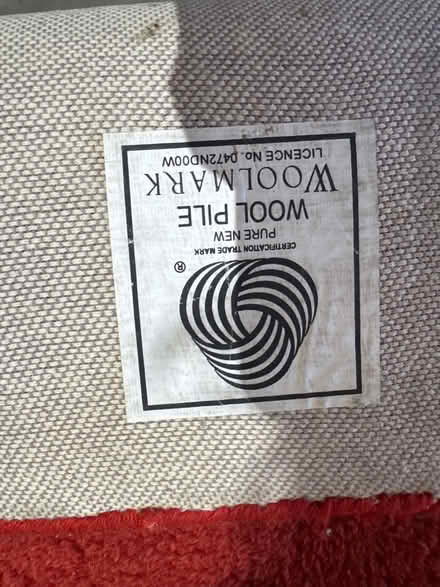 ®
CERTIFICATION TRADE MARK
PURE NEW
WOOL PILE
WOOLMARK
LICENCE No. 0472ND00W